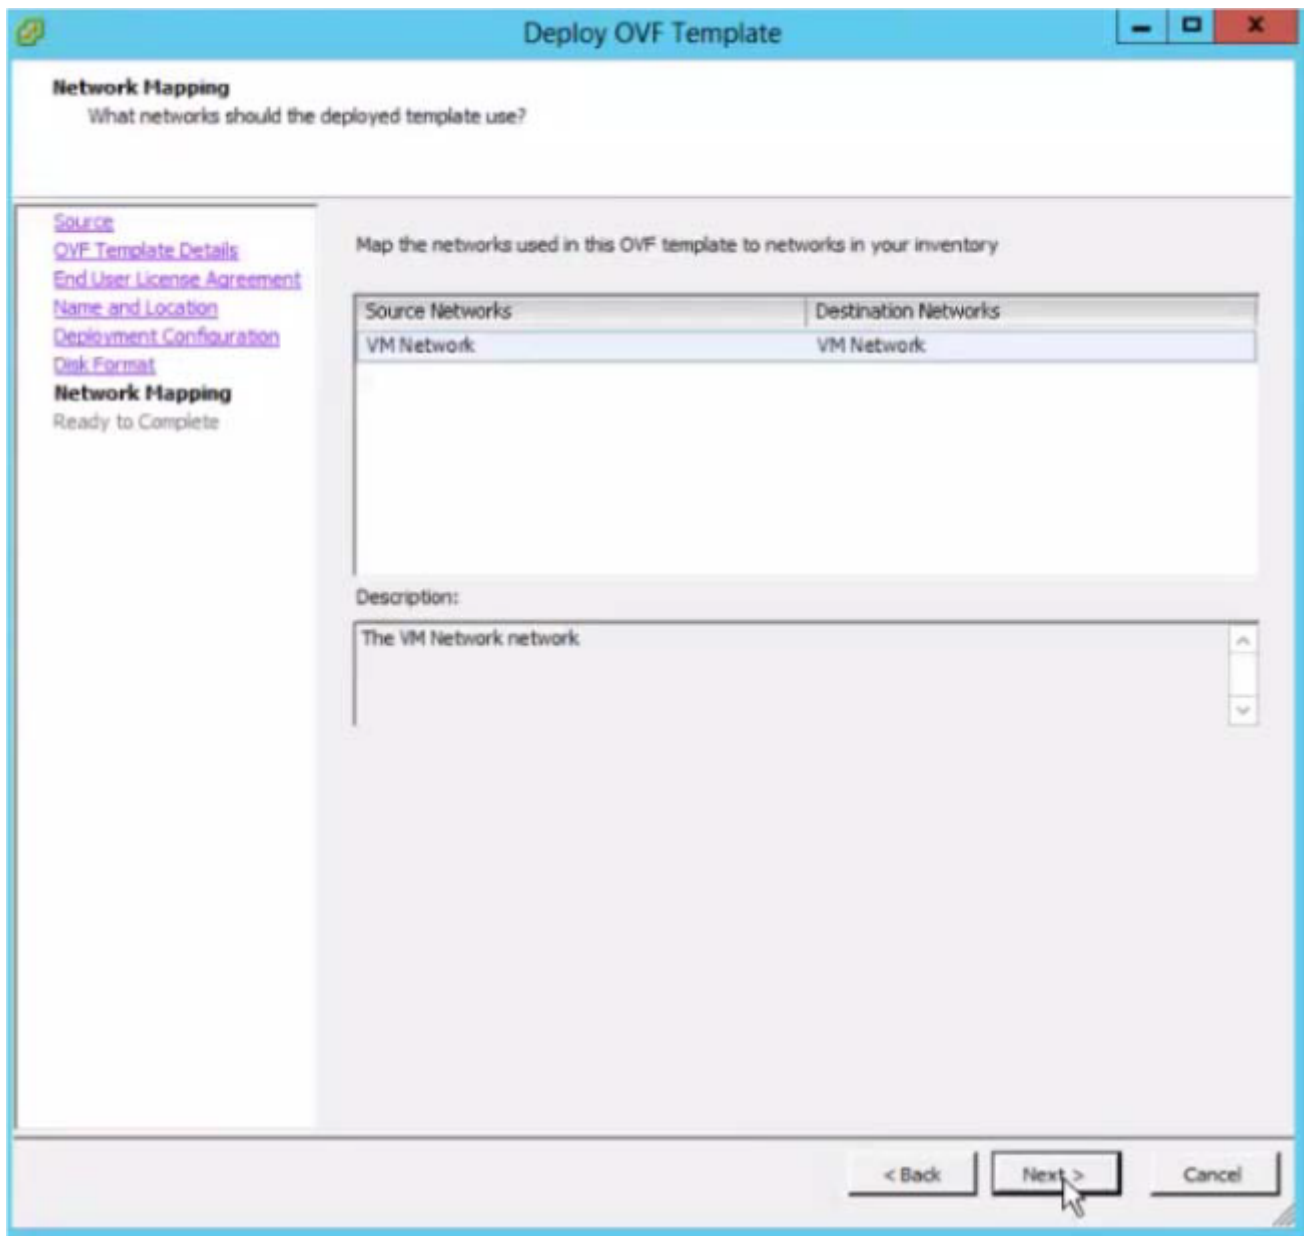 Deploy OVF Template
Network Mapping
What networks should the deployed template use?
Source
OVF Template Details
End User License Agreement
Name and Location
Deployment Configuration
Disk Format
Network Mapping
Ready to Complete
Map the networks used in this OVF template to networks in your inventory
Source Networks Destination Networks
VM Network VM Network
Description:
The VM Network network
< Back Next > Cancel